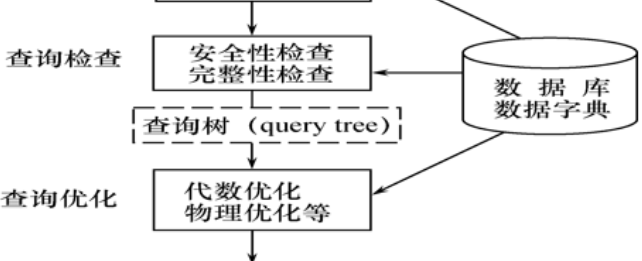 查询检查
安全性检查
完整性检查
数 据 库
数据字典
查询树 (query tree)
查询优化
代数优化
物理优化等